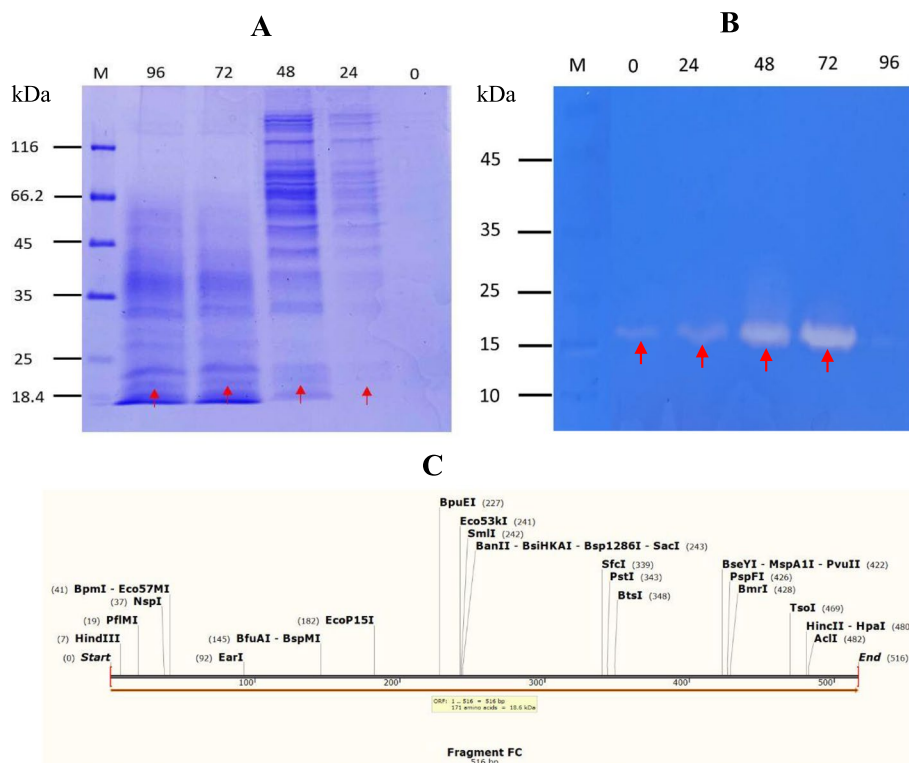 A
M 96 72 48 24 0
kDa
116
66.2
45
35
25
18.4
B
M 0 24 48 72 96
kDa
45
35
25
15
10
C
BpuEI (227)
Eco53kI (241)
SmlI (242)
BanII - BsiHKAI - Bsp1286I - SacI (243)
SfcI (339)
BseYI - MspA1I - PvuII (422)
(41) BpmI - Eco57MI
PstI (343)
PspFI (426)
(37) NspI
BtsI (348)
BmrI (428)
(19) PflMI
(182) EcoP15I
TsoI (469)
(7) HindIII
(145) BfuAI - BspMI
HincII - HpaI (480)
AclI (482)
(0) Start
(92) EarI
End (516)
100 200 300 400 500
ORF: 1 .. 516 = 516 bp
171 amino acids = 18.6 kDa
Fragment FC
516 bp